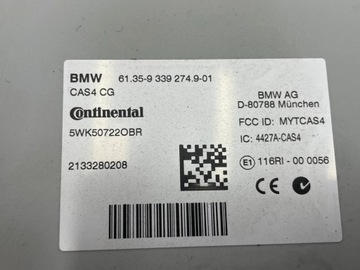 BMW 61.35-9 339 274.9-01
CAS4 CG
BMW AG
D-80788 München
Continental
FCC ID: MYTCAS4
5WK50722OBR
IC: 4427A-CAS4
2133280208
E1 116RI- 00 0056
CE